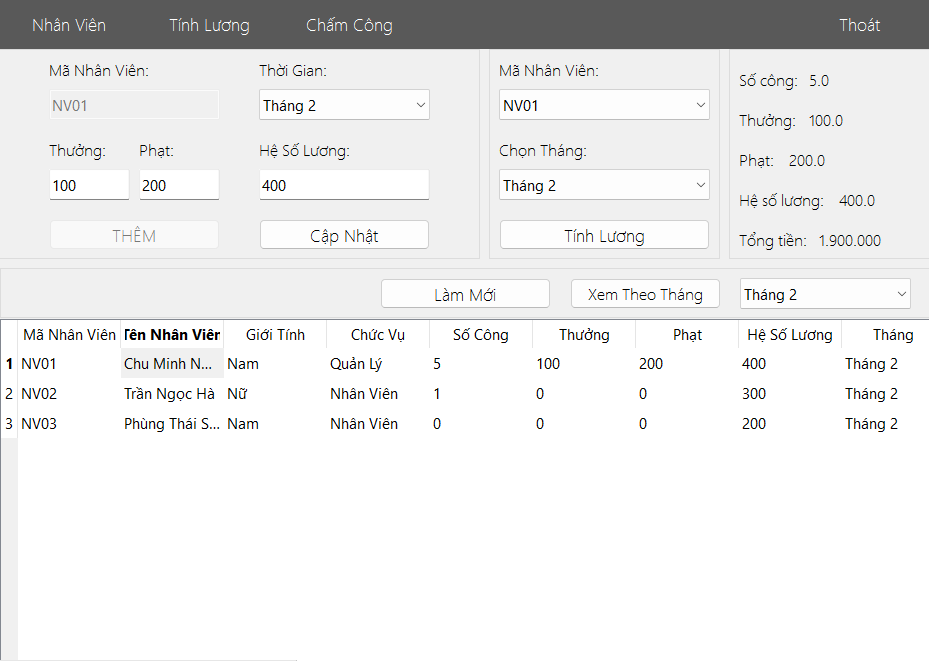 Nhân Viên Tính Lương Chấm Công Thoát
Mã Nhân Viên: Thời Gian:
NV01 Tháng 2
Thưởng: Phạt: Hệ Số Lương:
100 200 400
THÊM Cập Nhật
Mã Nhân Viên:
NV01
Chọn Tháng:
Tháng 2
Tính Lương
Số công: 5.0
Thưởng: 100.0
Phạt: 200.0
Hệ số lương: 400.0
Tổng tiền: 1.900.000
Làm Mới Xem Theo Tháng Tháng 2
Mã Nhân Viên Tên Nhân Viên Giới Tính Chức Vụ Số Công Thưởng Phạt Hệ Số Lương Tháng
1 NV01 Chu Minh N... Nam Quản Lý 5 100 200 400 Tháng 2
2 NV02 Trần Ngọc Hà Nữ Nhân Viên 1 0 0 300 Tháng 2
3 NV03 Phùng Thái S... Nam Nhân Viên 0 0 0 200 Tháng 2